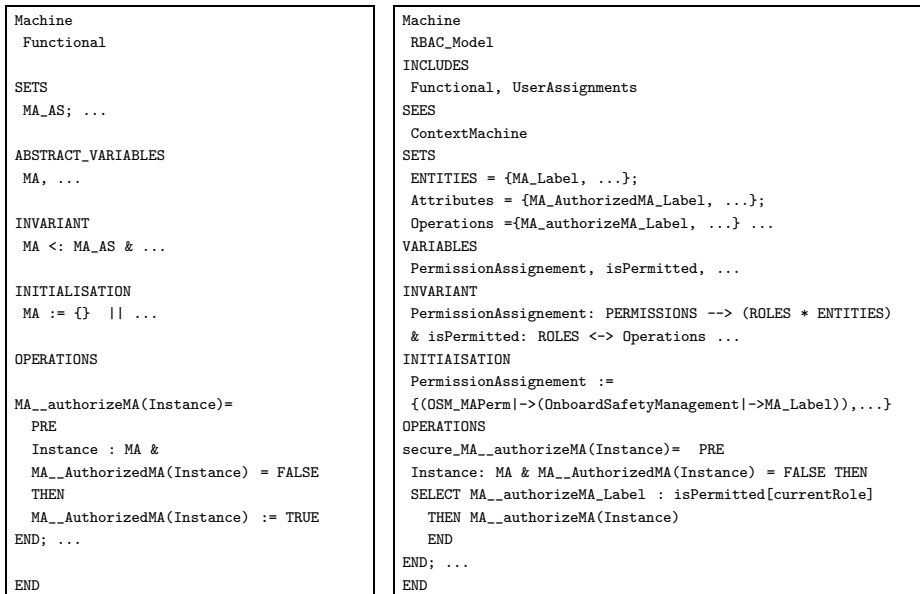 Machine
Functional
SETS
MA_AS; ...
ABSTRACT_VARIABLES
MA, ...
INVARIANT
MA <: MA_AS & ...
INITIALISATION
MA := {} || ...
OPERATIONS
MA__authorizeMA(Instance)=
PRE
Instance : MA &
MA__AuthorizedMA(Instance) = FALSE
THEN
MA__AuthorizedMA(Instance) := TRUE
END; ...
END
Machine
RBAC_Model
INCLUDES
Functional, UserAssignments
SEES
ContextMachine
SETS
ENTITIES = {MA_Label, ...};
Attributes = {MA_AuthorizedMA_Label, ...};
Operations ={MA_authorizeMA_Label, ...} ...
VARIABLES
PermissionAssignement, isPermitted, ...
INVARIANT
PermissionAssignement: PERMISSIONS --> (ROLES * ENTITIES)
& isPermitted: ROLES <-> Operations ...
INITIAISATION
PermissionAssignement :=
{(OSM_MAPerm|->(OnboardSafetyManagement|->MA_Label)),...}
OPERATIONS
secure_MA__authorizeMA(Instance)= PRE
Instance: MA & MA__AuthorizedMA(Instance) = FALSE THEN
SELECT MA__authorizeMA_Label : isPermitted[currentRole]
THEN MA__authorizeMA(Instance)
END
END; ...
END